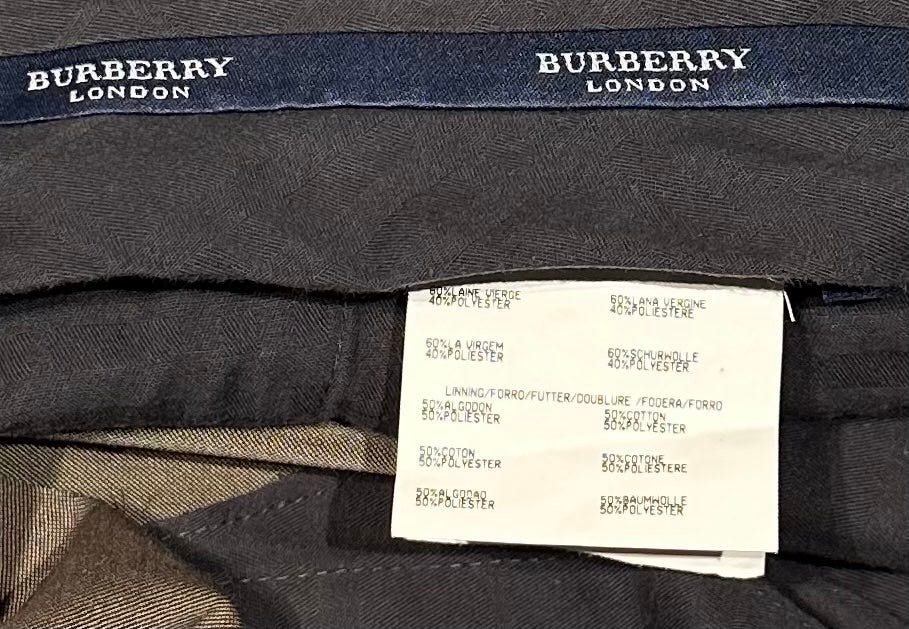 BURBERRY
LONDON
BURBERRY
LONDON
60%LAINE VIERGE
40%POLYESTER
60%LANA VERGINE
40%POLIESTERE
60%LA VIRGEM
40%POLIESTER
60%SCHURWOLLE
40%POLYESTER
LINNING/FORRO/FUTTER/DOUBLURE /FODERA/FORRO
50%ALGODON
50%POLIESTER
50%COTTON
50%POLYESTER
50%COTON
50%POLYESTER
50%COTONE
50%POLIESTERE
50%ALGODAO
50%POLIESTER
50%BAUMWOLLE
50%POLYESTER